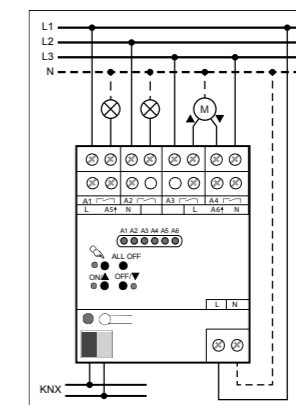 L1
L2
L3
N
M
A1 A2 A3 A4
L A5↑ N L A6↑ N
A1 A2 A3 A4 A5 A6
ALL OFF
ON/▲ OFF/▼
L N
KNX